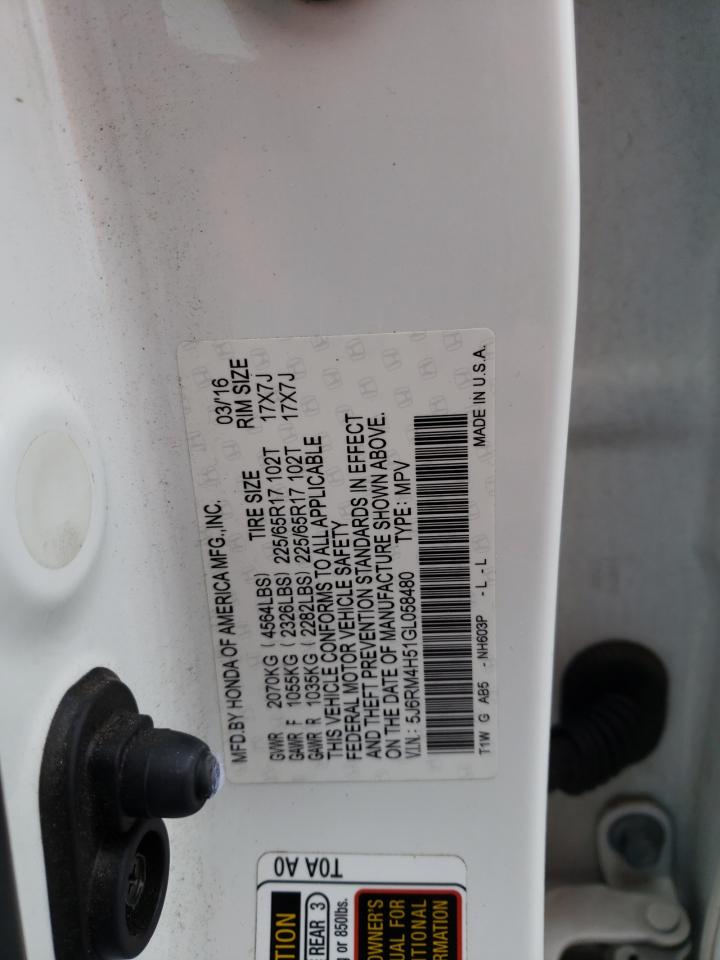 MFD.BY HONDA OF AMERICA MFG.,INC. 03/'16
TIRE SIZE RIM SIZE
GVWR 2070KG ( 4564LBS)
GAWR F 1055KG ( 2326LBS) 225/65R17 102T 17X7J
GAWR R 1035KG ( 2282LBS) 225/65R17 102T 17X7J
THIS VEHICLE CONFORMS TO ALL APPLICABLE
FEDERAL MOTOR VEHICLE SAFETY
AND THEFT PREVENTION STANDARDS IN EFFECT
ON THE DATE OF MANUFACTURE SHOWN ABOVE.
V.I.N.: 5J6RM4H51GL058480 TYPE: MPV
T1W G AB5 - NH603P - L - L MADE IN U.S.A.
T0A A0
TION
REAR 3
g or 850lbs.
OWNER'S
UAL FOR
TIONAL
RMATION